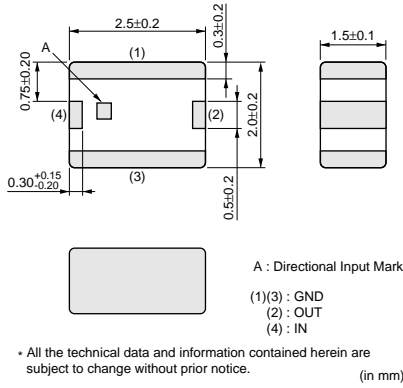 2.5±0.2
0.3±0.2
1.5±0.1
A
(1)
0.75±0.20
(4)
(2)
2.0±0.2
(3)
0.30 +0.15 -0.20
0.5±0.2
A : Directional Input Mark
(1)(3) : GND
(2) : OUT
(4) : IN
* All the technical data and information contained herein are
subject to change without prior notice.
(in mm)